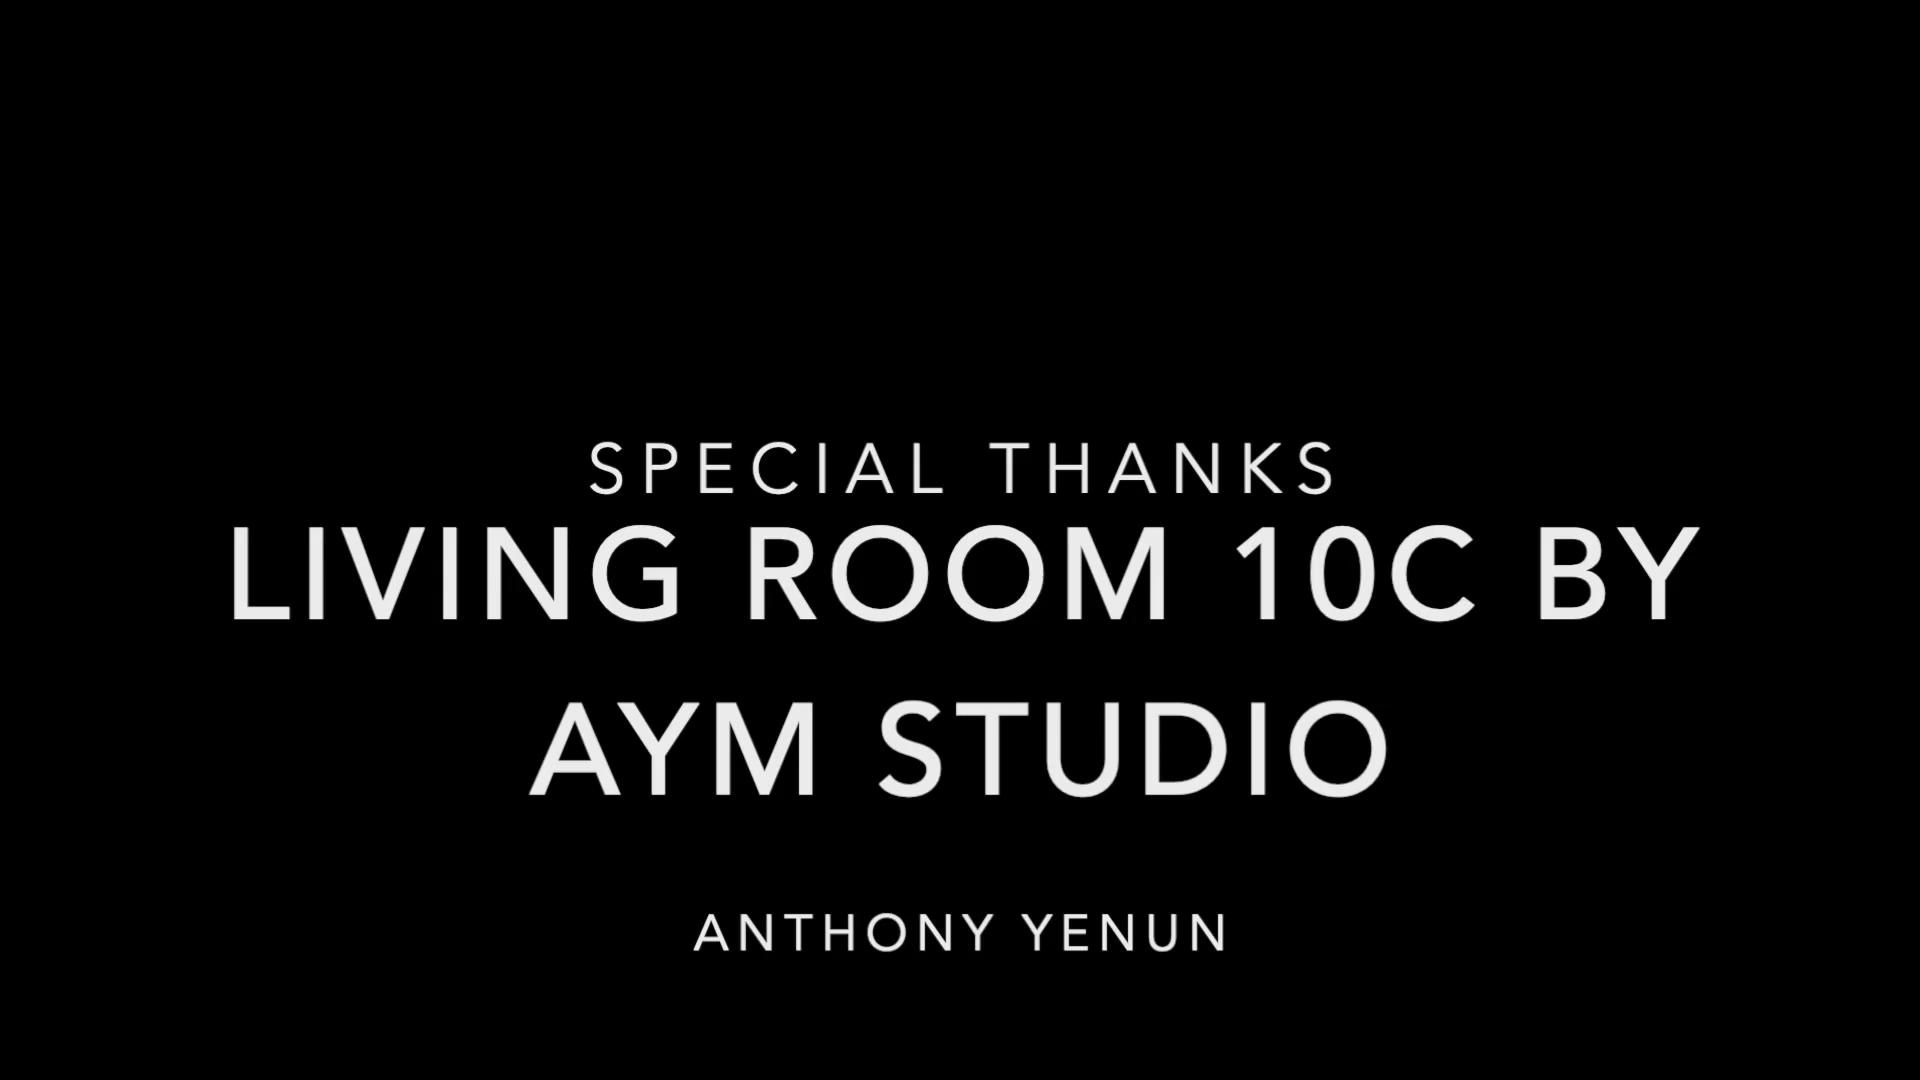 SPECIAL THANKS
LIVING ROOM 10C BY
AYM STUDIO
ANTHONY YENUN